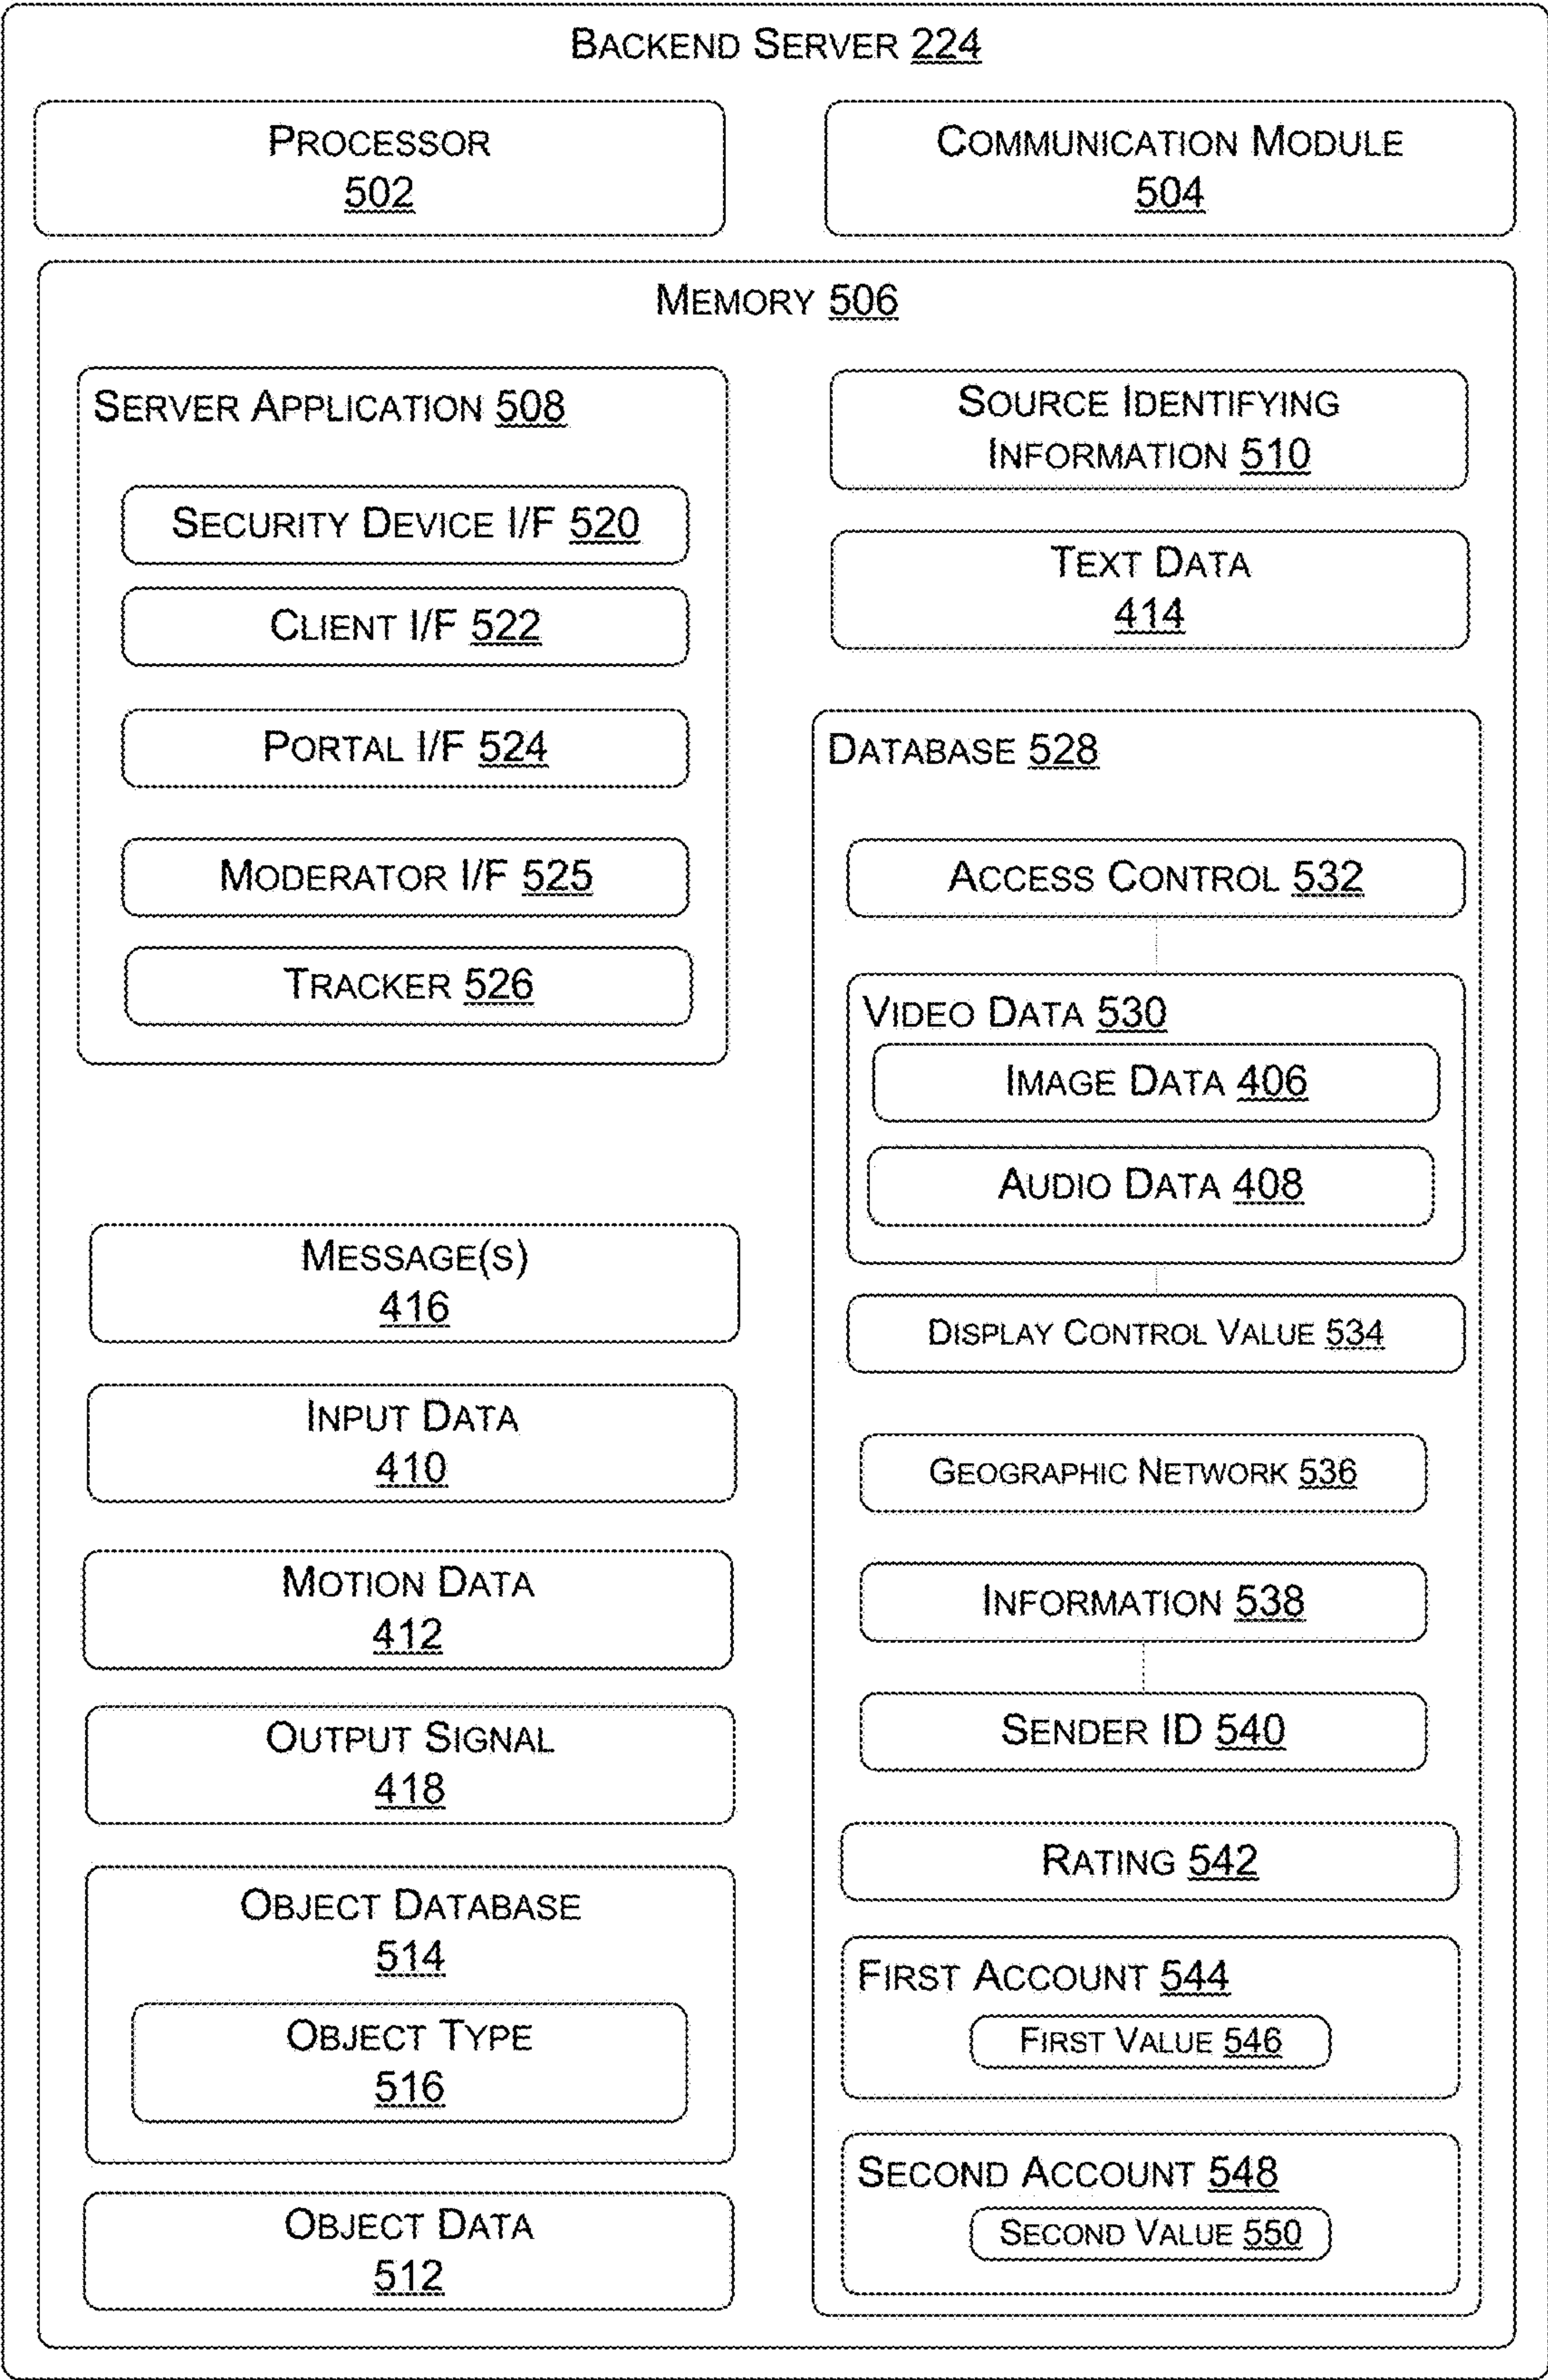 BACKEND SERVER 224
PROCESSOR
502
COMMUNICATION MODULE
504
MEMORY 506
SERVER APPLICATION 508
SECURITY DEVICE I/F 520
CLIENT I/F 522
PORTAL I/F 524
MODERATOR I/F 525
TRACKER 526
MESSAGE(S)
416
INPUT DATA
410
MOTION DATA
412
OUTPUT SIGNAL
418
OBJECT DATABASE
514
OBJECT TYPE
516
OBJECT DATA
512
SOURCE IDENTIFYING
INFORMATION 510
TEXT DATA
414
DATABASE 528
ACCESS CONTROL 532
VIDEO DATA 530
IMAGE DATA 406
AUDIO DATA 408
DISPLAY CONTROL VALUE 534
GEOGRAPHIC NETWORK 536
INFORMATION 538
SENDER ID 540
RATING 542
FIRST ACCOUNT 544
FIRST VALUE 546
SECOND ACCOUNT 548
SECOND VALUE 550